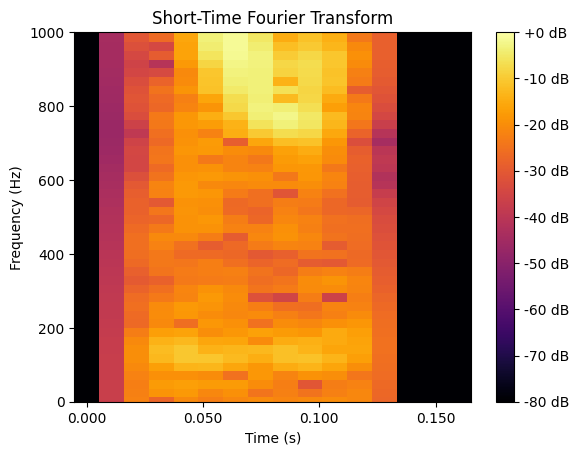 Short-Time Fourier Transform
1000
800
600
400
200
0
Frequency (Hz)
0.000
0.050
0.100
0.150
Time (s)
+0 dB
-10 dB
-20 dB
-30 dB
-40 dB
-50 dB
-60 dB
-70 dB
-80 dB